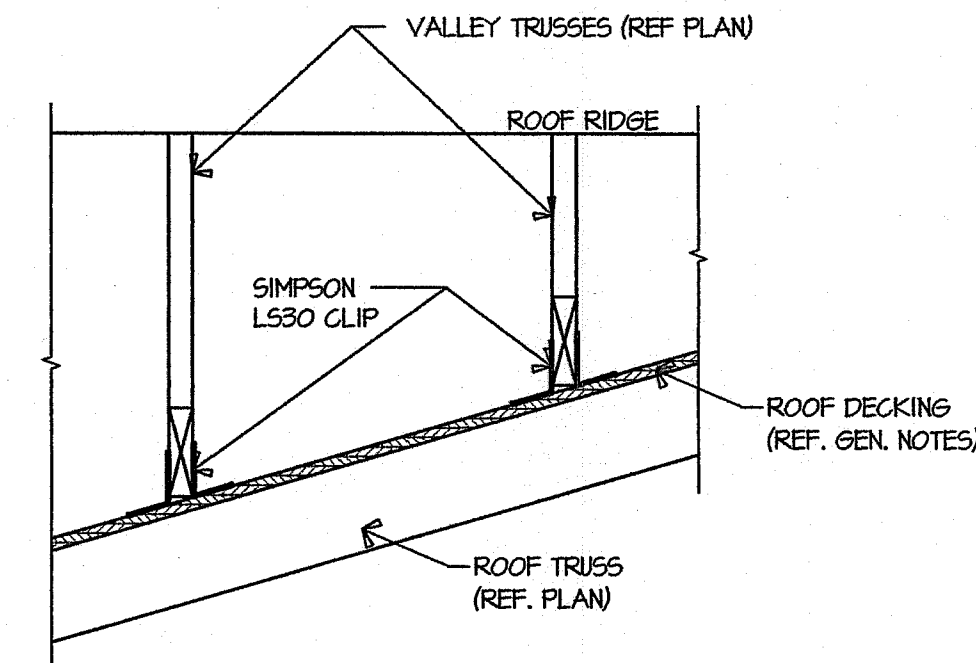 VALLEY TRUSSES (REF PLAN)
ROOF RIDGE
SIMPSON
LS30 CLIP
ROOF DECKING
(REF. GEN. NOTES)
ROOF TRUSS
(REF. PLAN)